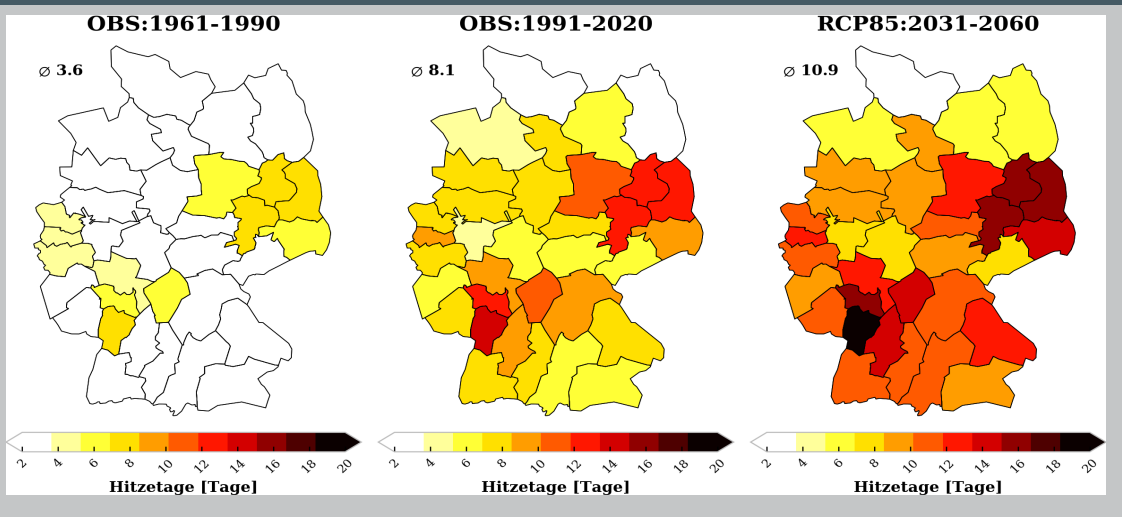 OBS:1961-1990
∅ 3.6
2 4 6 8 10 12 14 16 18 20
Hitzetage [Tage]
OBS:1991-2020
∅ 8.1
2 4 6 8 10 12 14 16 18 20
Hitzetage [Tage]
RCP85:2031-2060
∅ 10.9
2 4 6 8 10 12 14 16 18 20
Hitzetage [Tage]